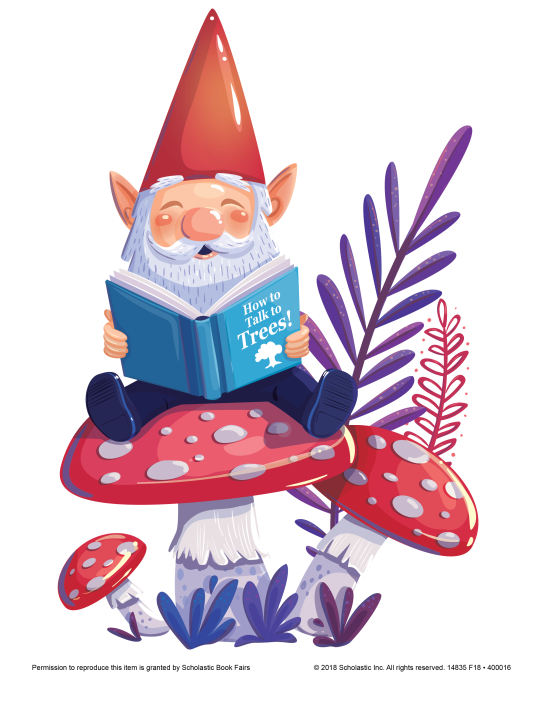 How to
Talk to
Trees!
Permission to reproduce this item is granted by Scholastic Book Fairs
© 2018 Scholastic Inc. All rights reserved. 14835 F18 • 400016